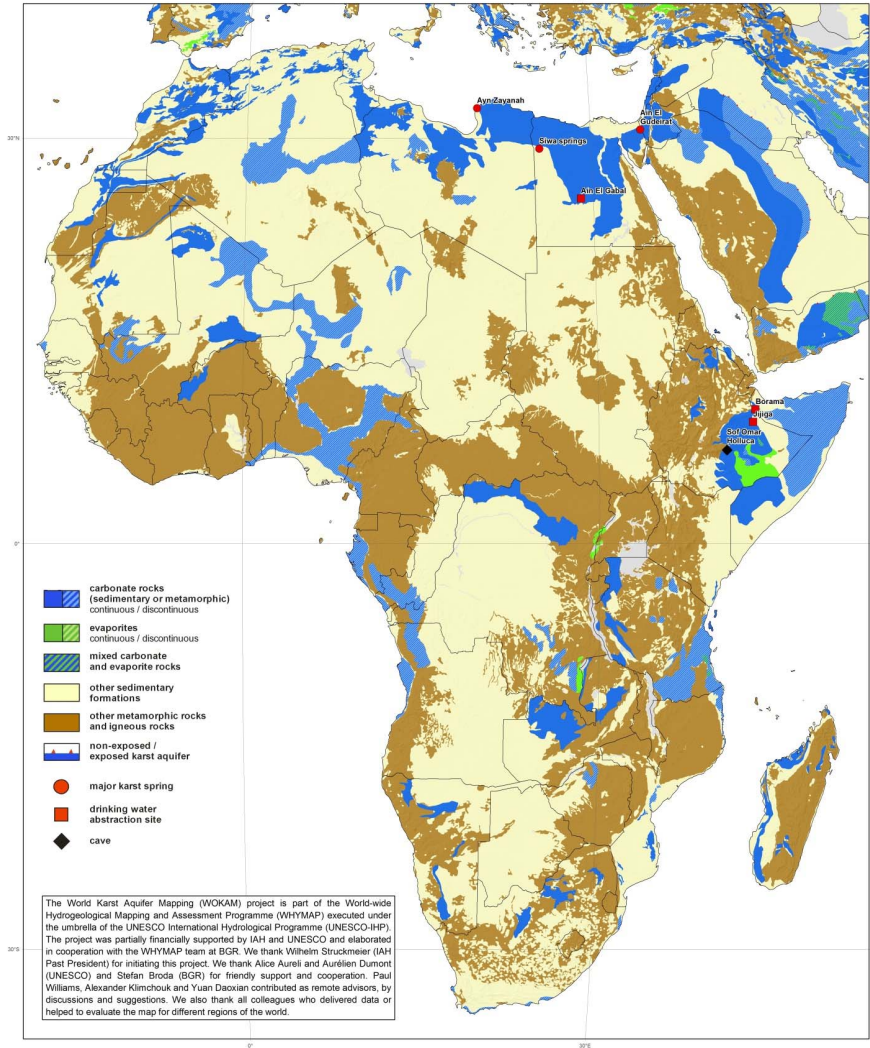 Ayn Zayanah
Ain El
Gudeirat
30°N
Siwa springs
Ain El Gabal
Borama
Jijiga
Sof Omar
Holluca
0°
carbonate rocks
(sedimentary or metamorphic)
continuous / discontinuous
evaporites
continuous / discontinuous
mixed carbonate
and evaporite rocks
other sedimentary
formations
other metamorphic rocks
and igneous rocks
non-exposed /
exposed karst aquifer
major karst spring
drinking water
abstraction site
cave
The World Karst Aquifer Mapping (WOKAM) project is part of the World-wide
Hydrogeological Mapping and Assessment Programme (WHYMAP) executed under
the umbrella of the UNESCO International Hydrological Programme (UNESCO-IHP).
The project was partially financially supported by IAH and UNESCO and elaborated
in cooperation with the WHYMAP team at BGR. We thank Wilhelm Struckmeier (IAH
Past President) for initiating this project. We thank Alice Aureli and Aurélien Dumont
(UNESCO) and Stefan Broda (BGR) for friendly support and cooperation. Paul
Williams, Alexander Klimchouk and Yuan Daoxian contributed as remote advisors, by
discussions and suggestions. We also thank all colleagues who delivered data or
helped to evaluate the map for different regions of the world.
30°S
0°
30°E